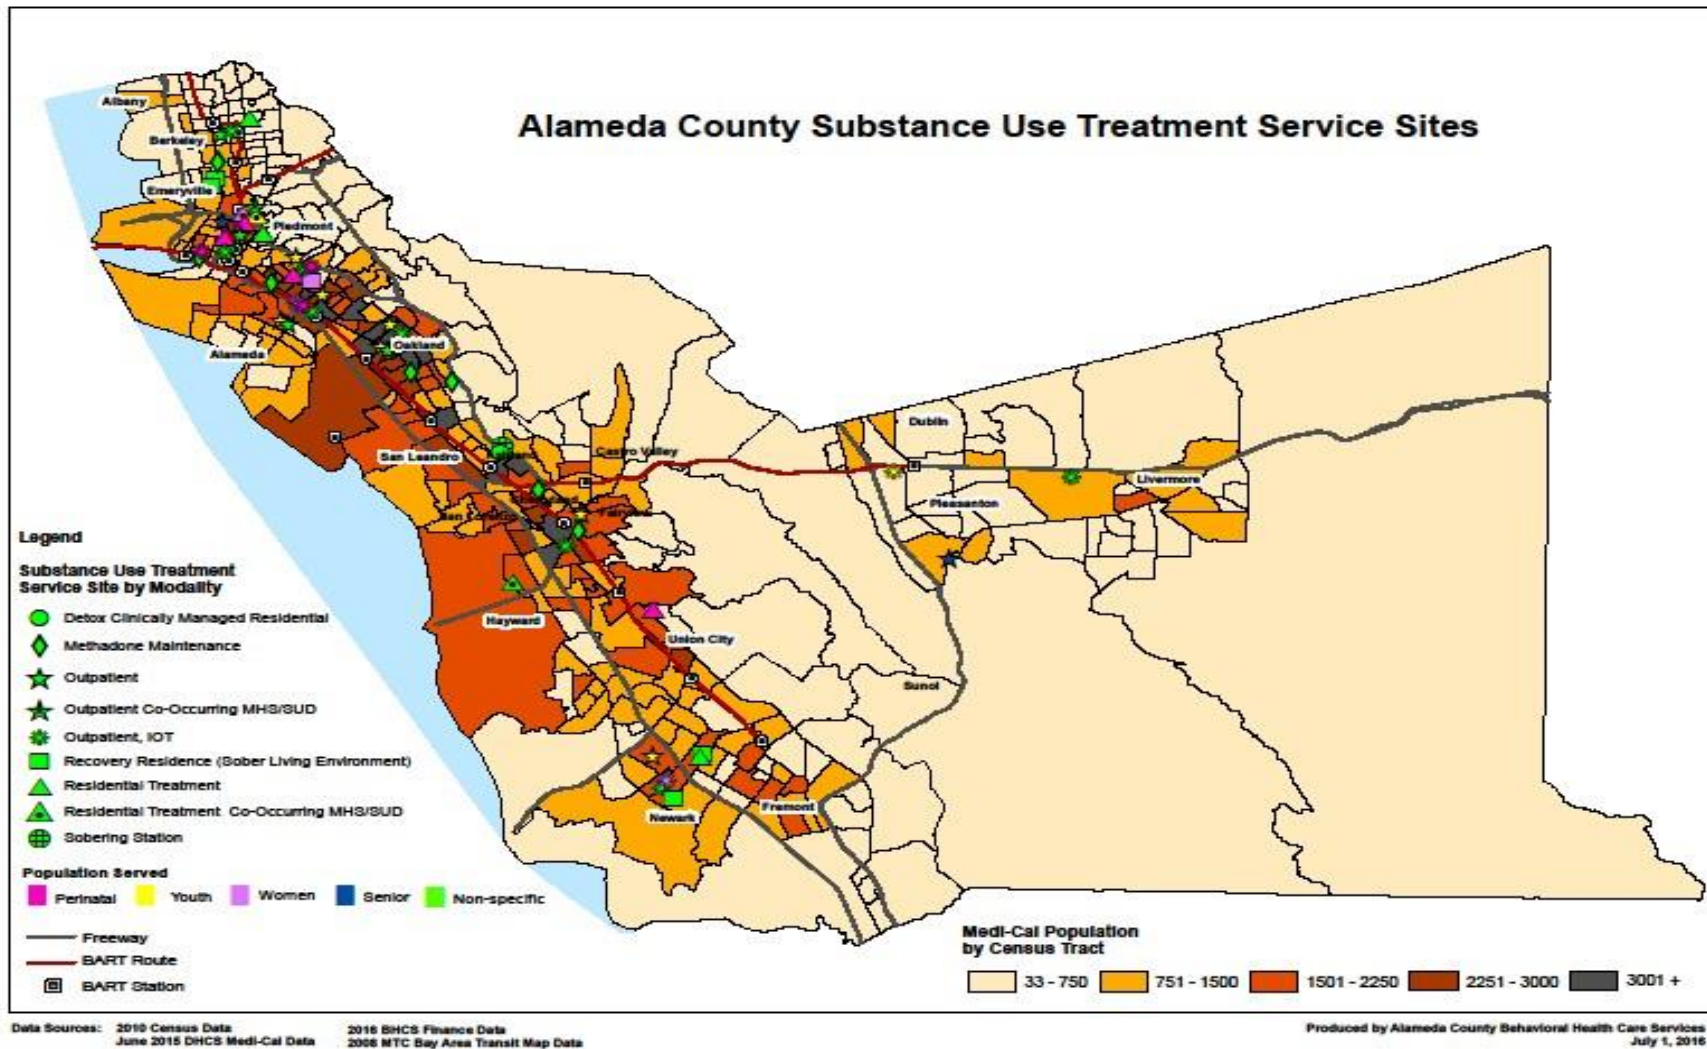 Alameda County Substance Use Treatment Service Sites
Albany
Berkeley
Emeryville
Piedmont
Alameda
Oakland
San Leandro
Castro Valley
Dublin
Livermore
Pleasanton
Hayward
Union City
Sunol
Newark
Fremont
Legend
Substance Use Treatment
Service Site by Modality
Detox Clinically Managed Residential
Methadone Maintenance
Outpatient
Outpatient Co-Occurring MHS/SUD
Outpatient, IOT
Recovery Residence (Sober Living Environment)
Residential Treatment
Residential Treatment Co-Occurring MHS/SUD
Sobering Station
Population Served
Perinatal Youth Women Senior Non-specific
Freeway
BART Route
BART Station
Medi-Cal Population
by Census Tract
33 - 750 751 - 1500 1501 - 2250 2251 - 3000 3001 +
Data Sources: 2010 Census Data 2016 BHCS Finance Data
June 2015 DHCS Medi-Cal Data 2008 MTC Bay Area Transit Map Data
Produced by Alameda County Behavioral Health Care Services
July 1, 2016